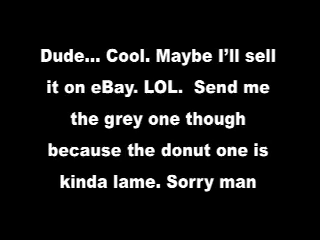 Dude... Cool. Maybe I'll sell
it on eBay. LOL.  Send me
the grey one though
because the donut one is
kinda lame. Sorry man